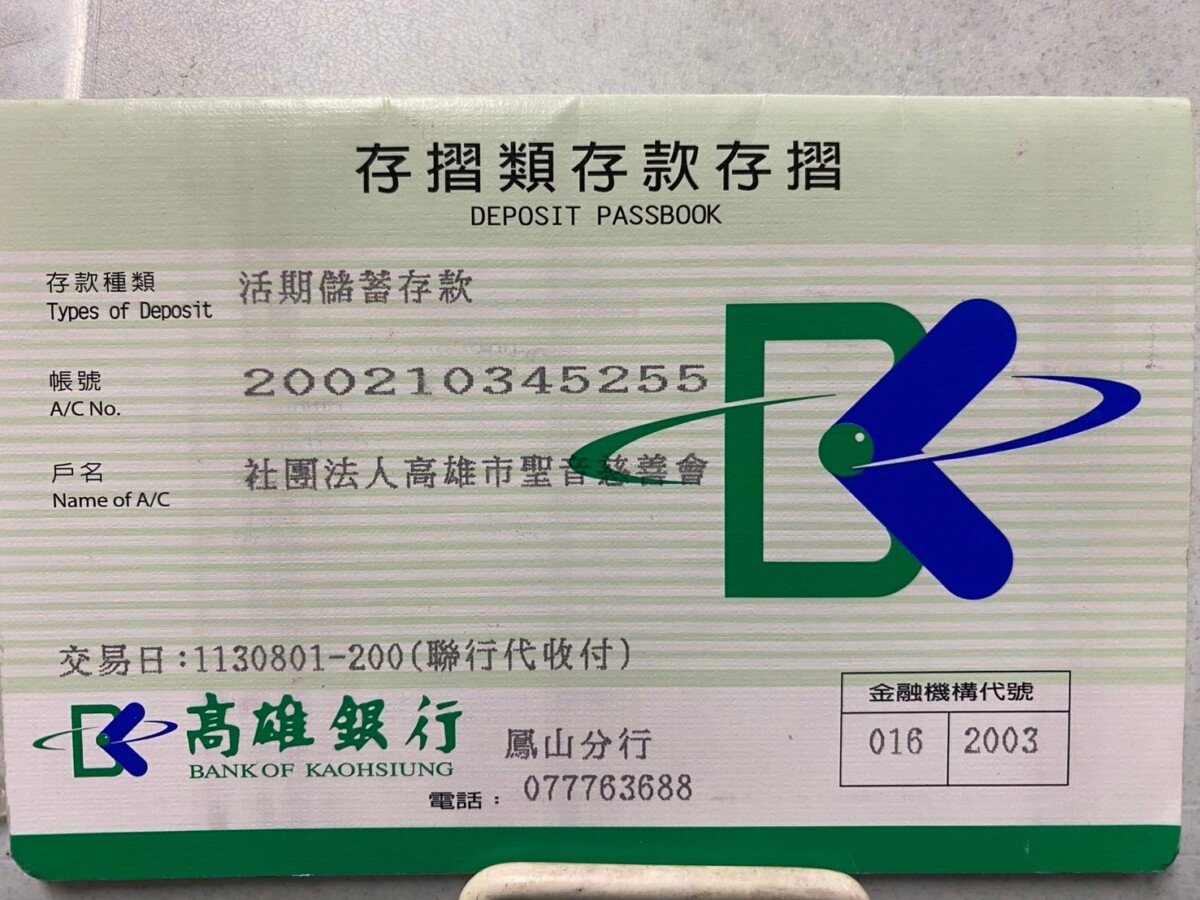 存摺類存款存摺
DEPOSIT PASSBOOK
存款種類 活期儲蓄存款
Types of Deposit
帳號 200210345255
A/C No.
戶名 社團法人高雄市聖音慈善會
Name of A/C
交易日:1130801-200(聯行代收付)
高雄銀行 鳳山分行
BANK OF KAOHSIUNG
電話: 077763688
金融機構代號
016 2003